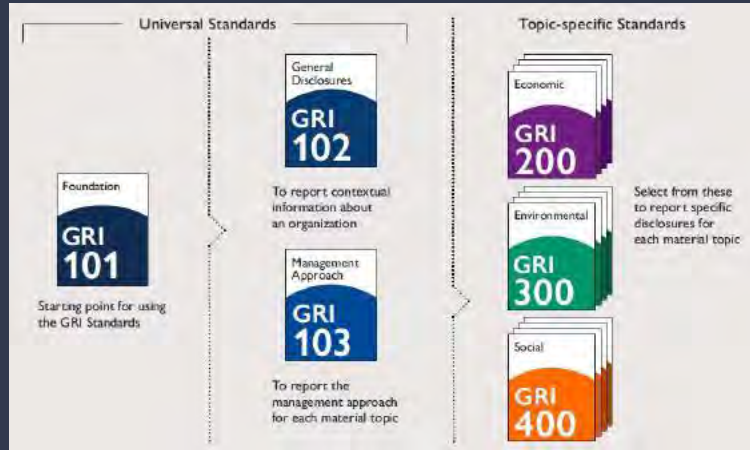 Universal Standards
Topic-specific Standards
Foundation
GRI
101
Starting point for using
the GRI Standards
General
Disclosures
GRI
102
To report contextual
information about
an organization
Management
Approach
GRI
103
To report the
management approach
for each material topic
Economic
GRI
200
Environmental
GRI
300
Social
GRI
400
Select from these
to report specific
disclosures for
each material topic